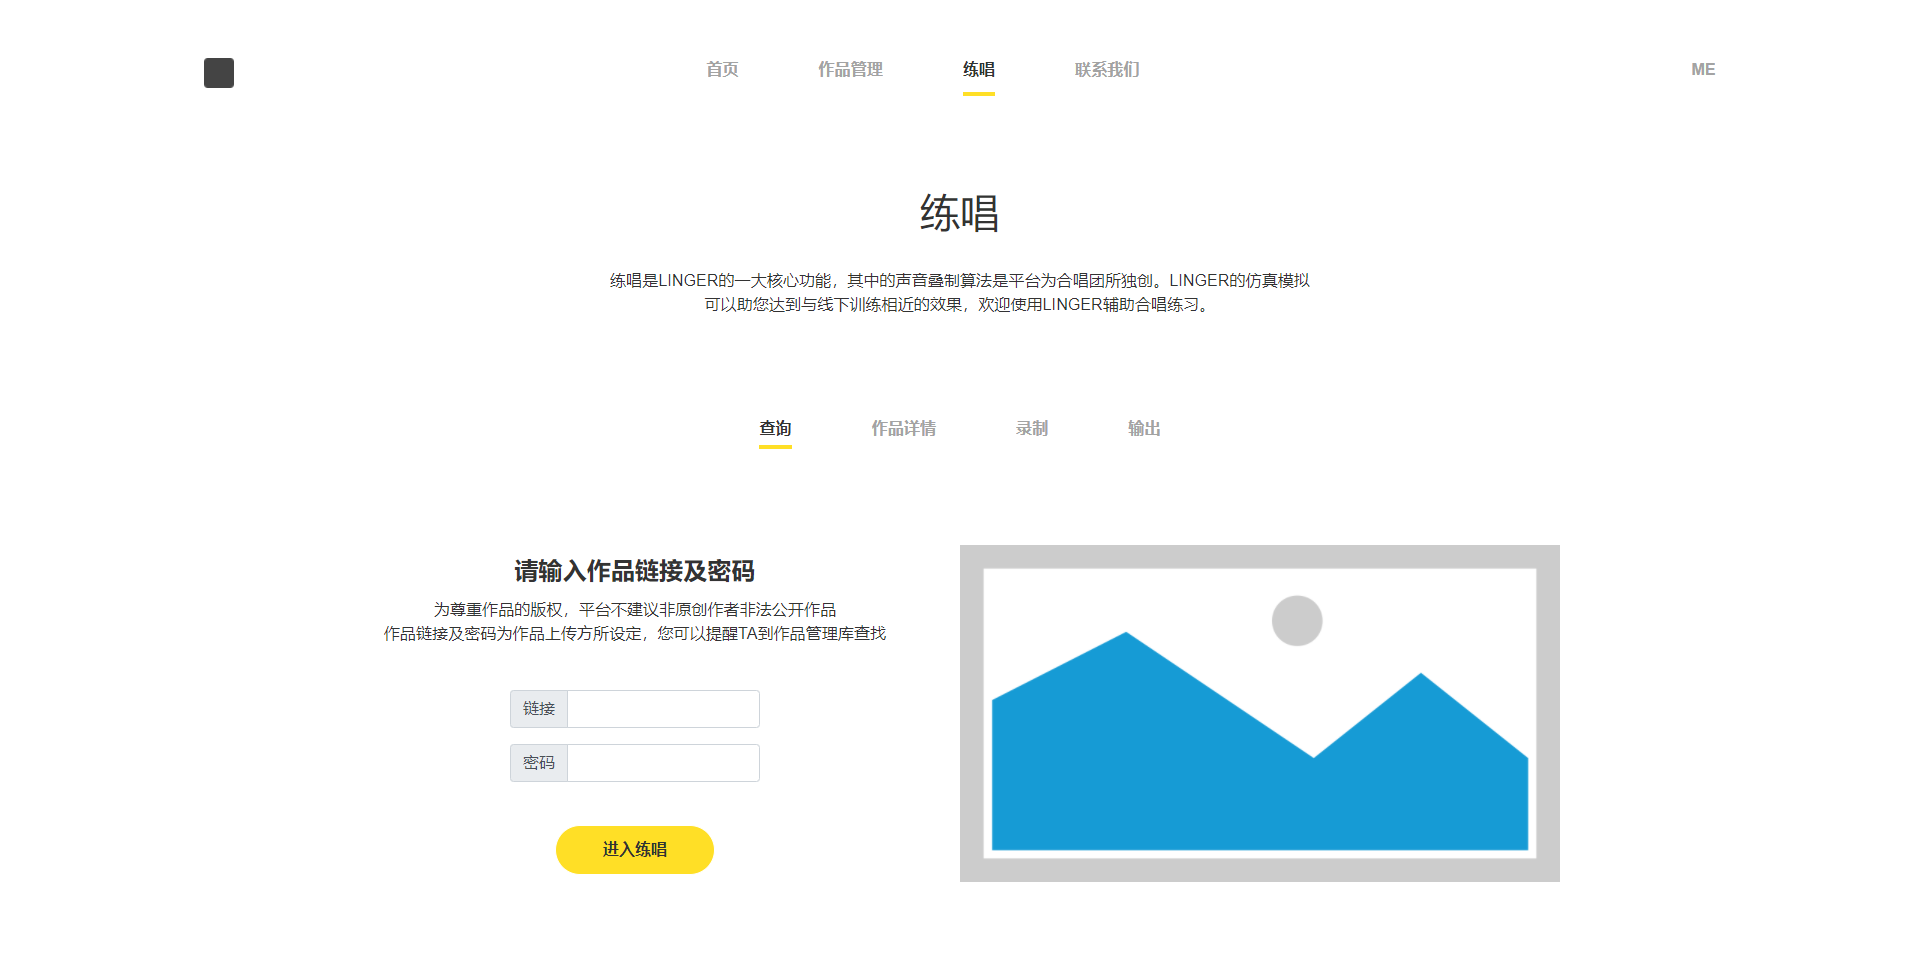 首页
作品管理
练唱
联系我们
ME
练唱
练唱是LINGER的一大核心功能，其中的声音叠制算法是平台为合唱团所独创。LINGER的仿真模拟
可以助您达到与线下训练相近的效果，欢迎使用LINGER辅助合唱练习。
查询
作品详情
录制
输出
请输入作品链接及密码
为尊重作品的版权，平台不建议非原创作者非法公开作品
作品链接及密码为作品上传方所设定，您可以提醒TA到作品管理库查找
链接
密码
进入练唱